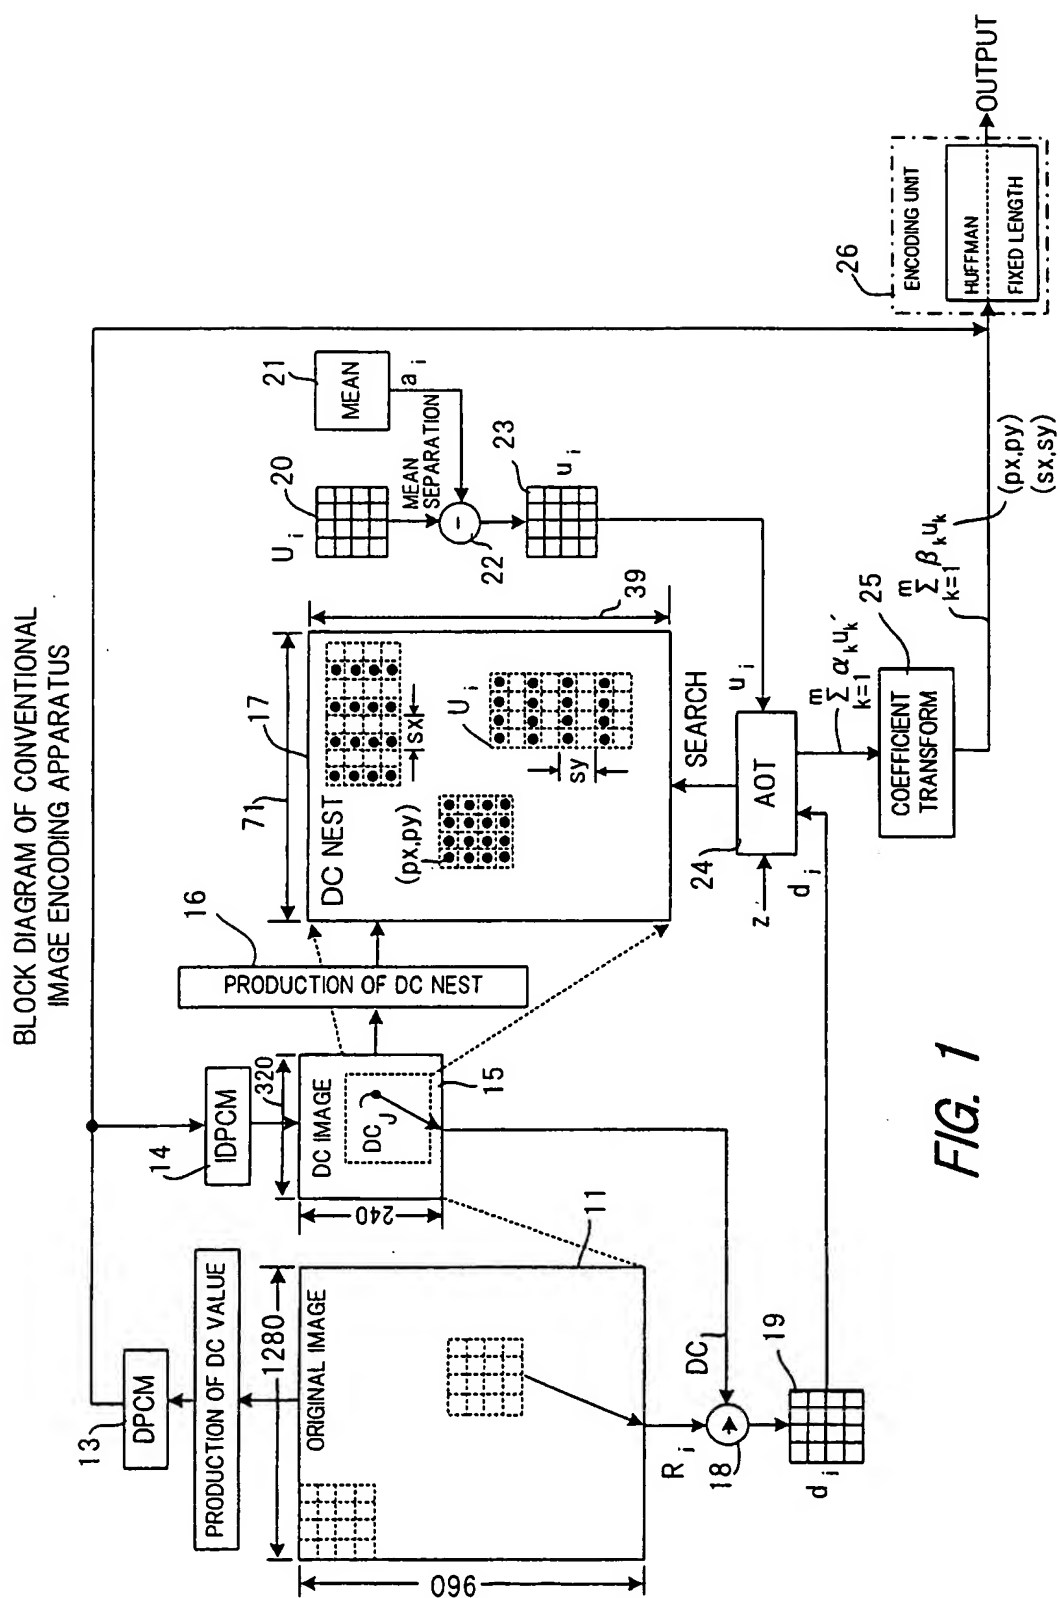 BLOCK DIAGRAM OF CONVENTIONAL
IMAGE ENCODING APPARATUS
13
DPCM
PRODUCTION OF DC VALUE
1280
ORIGINAL IMAGE
960
11
14
IDPCM
320
DC IMAGE
240
DC J
15
16
PRODUCTION OF DC NEST
71
17
DC NEST
39
(px,py)
sx
sy
U i
U i
20
21
MEAN
a i
MEAN
SEPARATION
-
22
23
u i
SEARCH
u i
24
AOT
z
d i
m
Σ α k u k ′
k=1
25
COEFFICIENT
TRANSFORM
m
Σ β k u k
k=1
(px,py)
(sx,sy)
26
ENCODING UNIT
HUFFMAN
FIXED LENGTH
OUTPUT
R i
DC
18
19
d i
FIG. 1